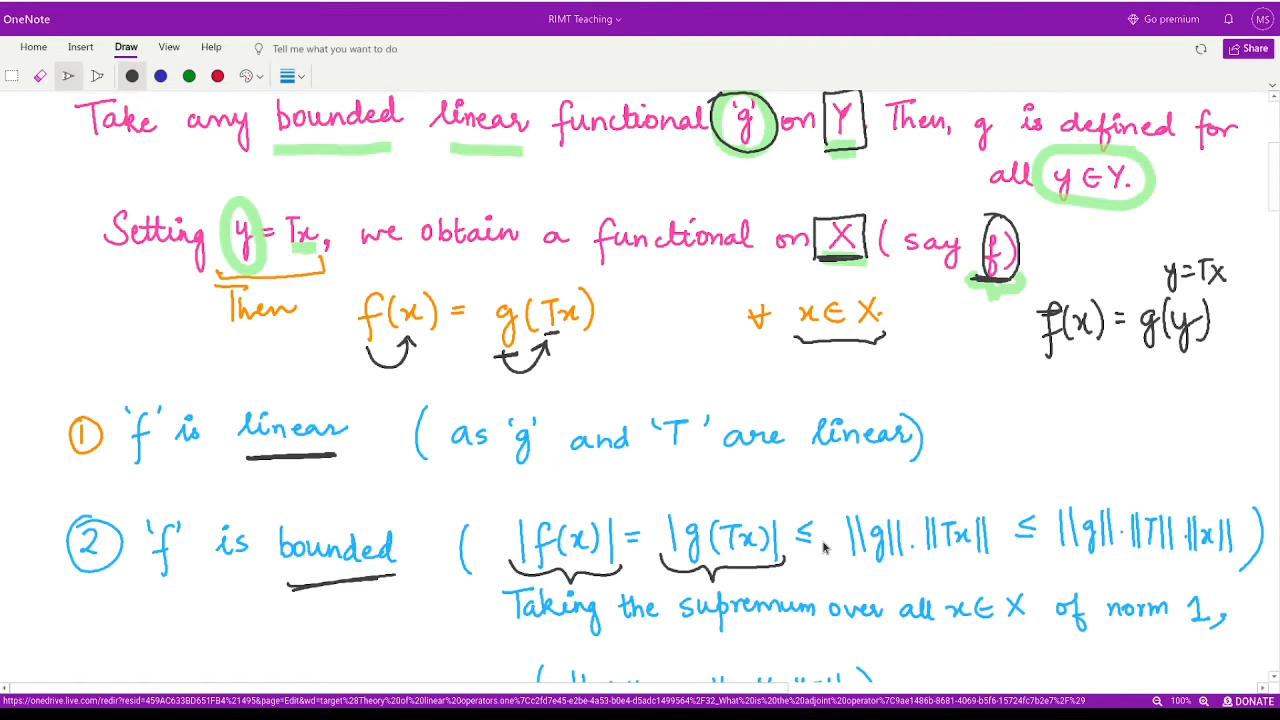 OneNote
RIMT Teaching
Go premium
MS
Home Insert Draw View Help Tell me what you want to do
Share
Take any bounded linear functional 'g' on Y Then, g is defined for
all y ∈ Y.
Setting y = Tx, we obtain a functional on X (say f)
y=Tx
Then f(x) = g(Tx) ∀ x ∈ X.
f(x) = g(y)
① 'f' is linear (as 'g' and 'T' are linear)
② 'f' is bounded ( |f(x)| = |g(Tx)| ≤ ||g||.||Tx|| ≤ ||g||.||T||.||x|| )
Taking the supremum over all x ∈ X of norm 1,
100%
DONATE